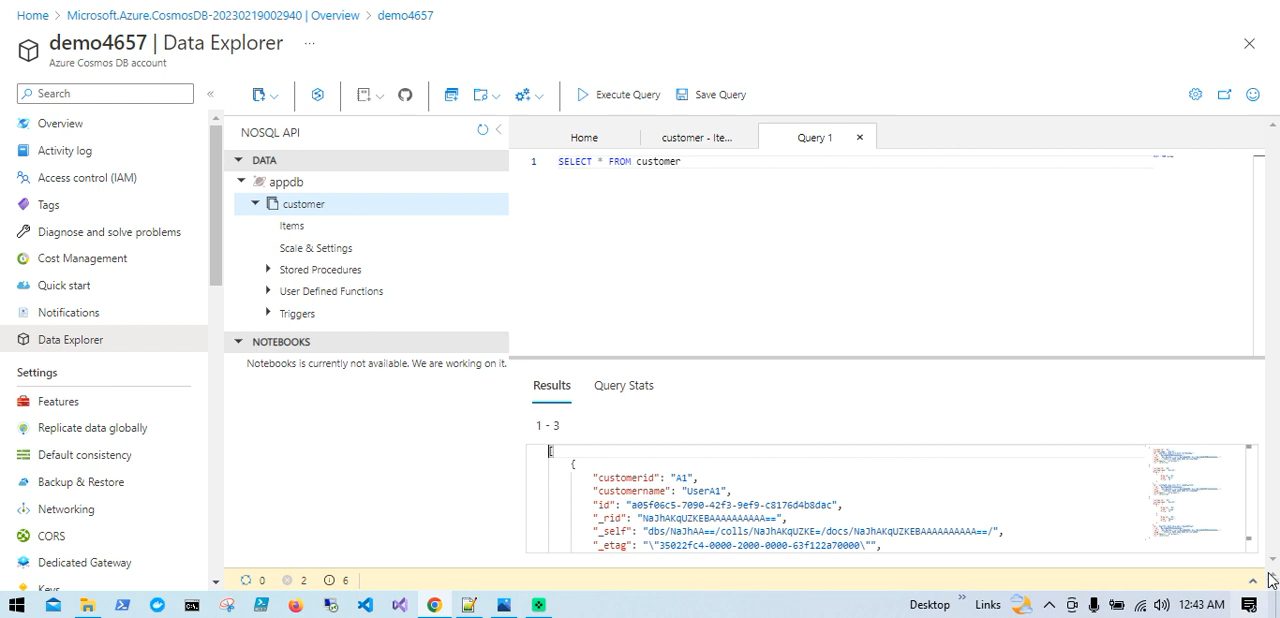 Home > Microsoft.Azure.CosmosDB-20230219002940 | Overview > demo4657
demo4657 | Data Explorer ...
Azure Cosmos DB account
Search
Overview
Activity log
Access control (IAM)
Tags
Diagnose and solve problems
Cost Management
Quick start
Notifications
Data Explorer
Settings
Features
Replicate data globally
Default consistency
Backup & Restore
Networking
CORS
Dedicated Gateway
Keys
Execute Query
Save Query
NOSQL API
DATA
appdb
customer
Items
Scale & Settings
Stored Procedures
User Defined Functions
Triggers
NOTEBOOKS
Notebooks is currently not available. We are working on it.
Home
customer - Ite...
Query 1
1 SELECT * FROM customer
Results
Query Stats
1 - 3
[
{
"customerid": "A1",
"customername": "UserA1",
"id": "a05f06c5-7090-42f3-9ef9-c8176d4b8dac",
"_rid": "NaJhAKqUZKEBAAAAAAAAAA==",
"_self": "dbs/NaJhAA==/colls/NaJhAKqUZKE=/docs/NaJhAKqUZKEBAAAAAAAAAA==/",
"_etag": "\"35022fc4-0000-2000-0000-63f122a70000\"",
0 2 6
Desktop
Links
12:43 AM